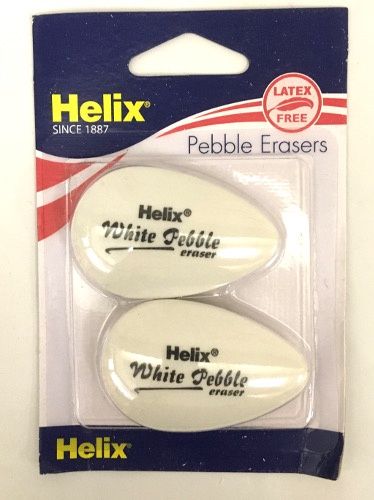 Helix®
SINCE 1887
LATEX
FREE
Pebble Erasers
Helix®
White Pebble
eraser
Helix®
White Pebble
eraser
Helix®